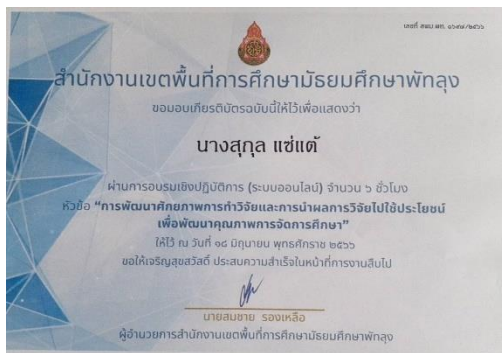 เลขที่ สพม.พท. ๑๖๙๗/๒๕๖๖
สำนักงานเขตพื้นที่การศึกษามัธยมศึกษาพัทลุง
ขอมอบเกียรติบัตรฉบับนี้ให้ไว้เพื่อแสดงว่า
นางสุกุล แซ่แต้
ผ่านการอบรมเชิงปฏิบัติการ (ระบบออนไลน์) จำนวน ๖ ชั่วโมง
หัวข้อ "การพัฒนาศักยภาพการทำวิจัยและการนำผลการวิจัยไปใช้ประโยชน์
เพื่อพัฒนาคุณภาพการจัดการศึกษา"
ให้ไว้ ณ วันที่ ๑๘ มิถุนายน พุทธศักราช ๒๕๖๖
ขอให้เจริญสุขสวัสดิ์ ประสบความสำเร็จในหน้าที่การงานสืบไป
นายสมชาย รองเหลือ
ผู้อำนวยการสำนักงานเขตพื้นที่การศึกษามัธยมศึกษาพัทลุง